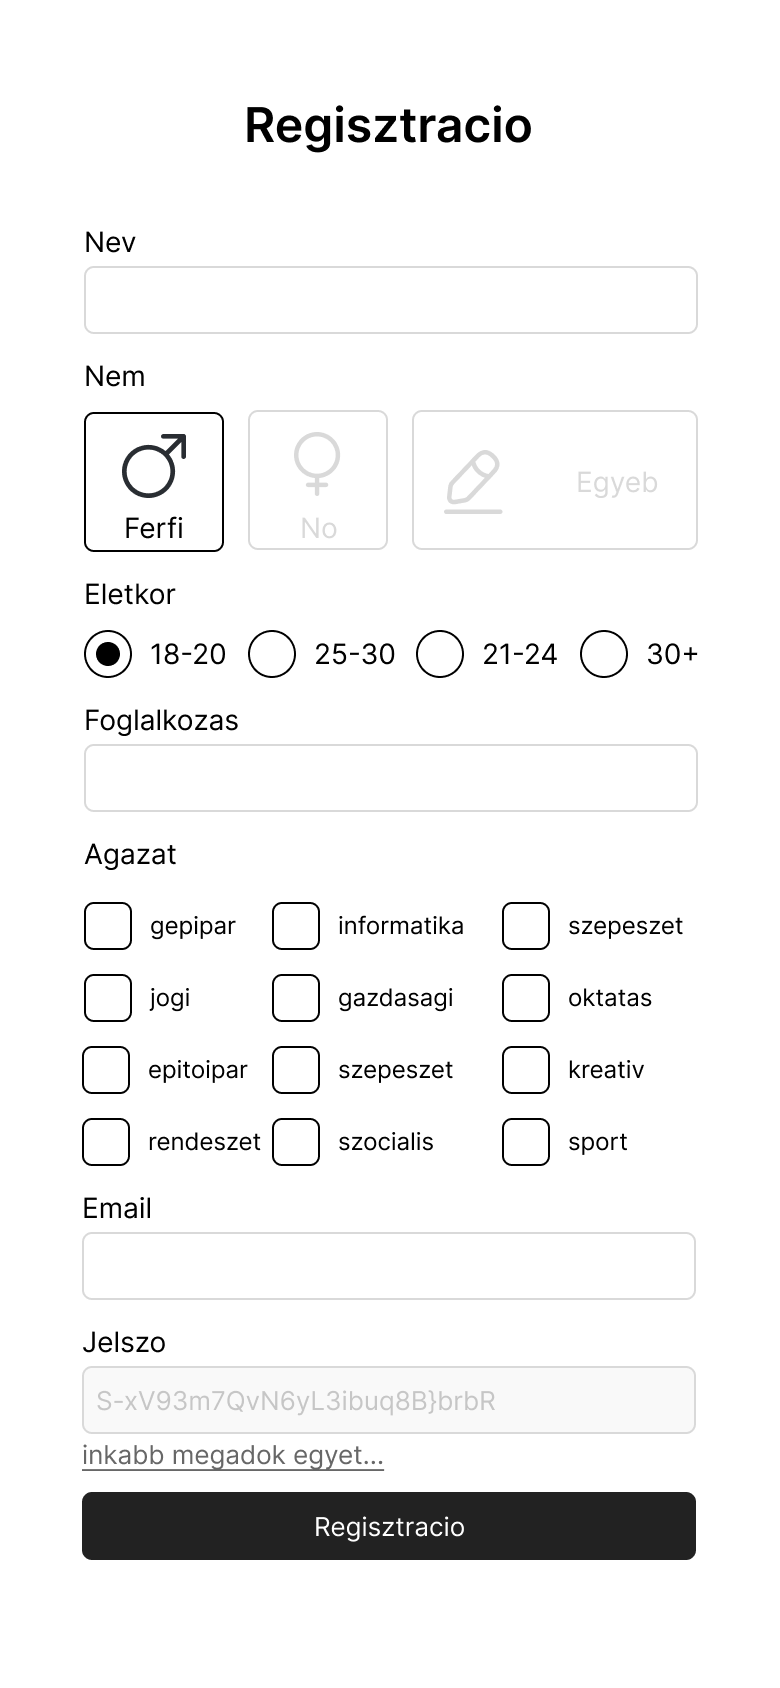 Regisztracio
Nev
Nem
Ferfi
No
Egyeb
Eletkor
18-20 25-30 21-24 30+
Foglalkozas
Agazat
gepipar informatika szepeszet
jogi gazdasagi oktatas
epitoipar szepeszet kreativ
rendeszet szocialis sport
Email
Jelszo
S-xV93m7QvN6yL3ibuq8B}brbR
inkabb megadok egyet...
Regisztracio